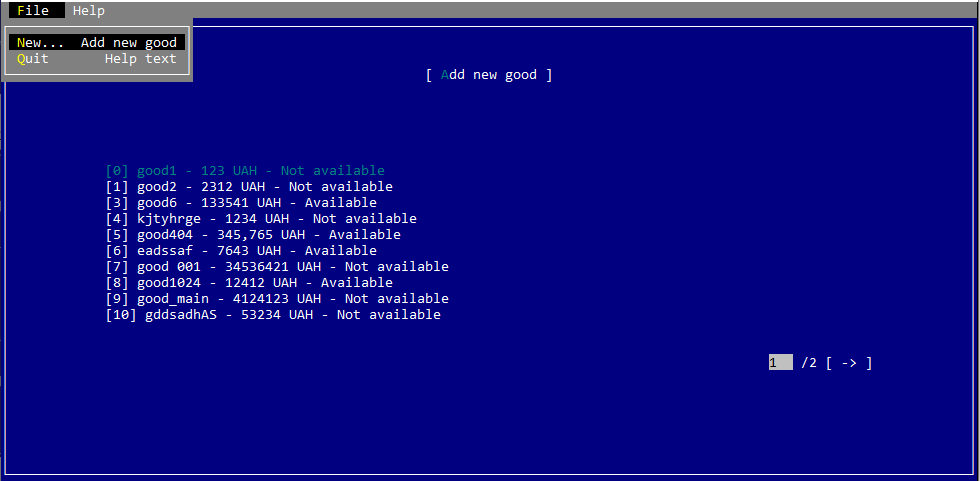 File Help
New... Add new good
Quit Help text
[ Add new good ]
[0] good1 - 123 UAH - Not available
[1] good2 - 2312 UAH - Not available
[3] good6 - 133541 UAH - Available
[4] kjtyhrge - 1234 UAH - Not available
[5] good404 - 345,765 UAH - Available
[6] eadssaf - 7643 UAH - Available
[7] good 001 - 34536421 UAH - Not available
[8] good1024 - 12412 UAH - Available
[9] good_main - 4124123 UAH - Not available
[10] gddsadhAS - 53234 UAH - Not available
1 /2 [ -> ]